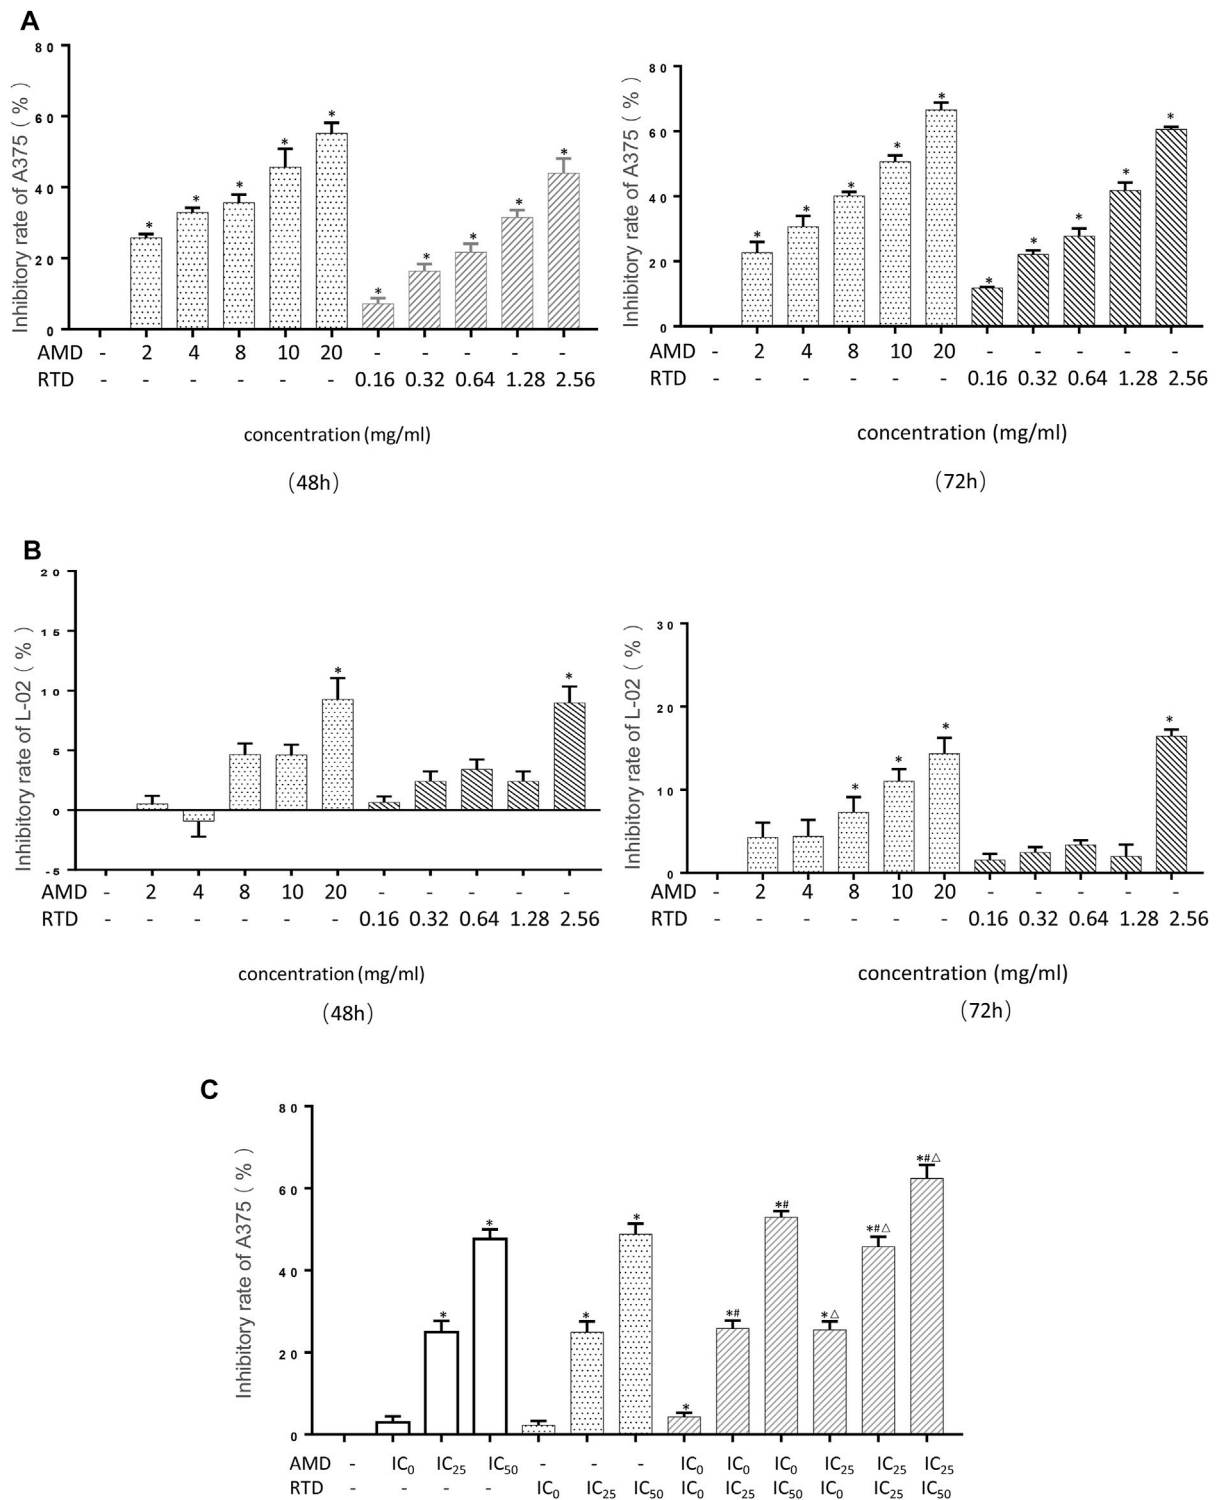 A
80
60
40
20
0
Inhibitory rate of A375 ( % )
* * * * * * * * * *
AMD - 2 4 8 10 20 - - - - -
RTD - - - - - - 0.16 0.32 0.64 1.28 2.56
concentration (mg/ml)
(48h)
80
60
40
20
0
Inhibitory rate of A375 ( % )
* * * * * * * * * *
AMD - 2 4 8 10 20 - - - - -
RTD - - - - - - 0.16 0.32 0.64 1.28 2.56
concentration (mg/ml)
(72h)
B
20
15
10
5
0
-5
Inhibitory rate of L-02 ( % )
* *
AMD - 2 4 8 10 20 - - - - -
RTD - - - - - - 0.16 0.32 0.64 1.28 2.56
concentration (mg/ml)
(48h)
30
20
10
0
Inhibitory rate of L-02 ( % )
* * * *
AMD - 2 4 8 10 20 - - - - -
RTD - - - - - - 0.16 0.32 0.64 1.28 2.56
concentration (mg/ml)
(72h)
C
80
60
40
20
0
Inhibitory rate of A375 ( % )
* * * * * *# *# *△ *#△ *#△
AMD - IC0 IC25 IC50 - - - IC0 IC0 IC0 IC25 IC25 IC25
RTD - - - - IC0 IC25 IC50 IC0 IC25 IC50 IC0 IC25 IC50